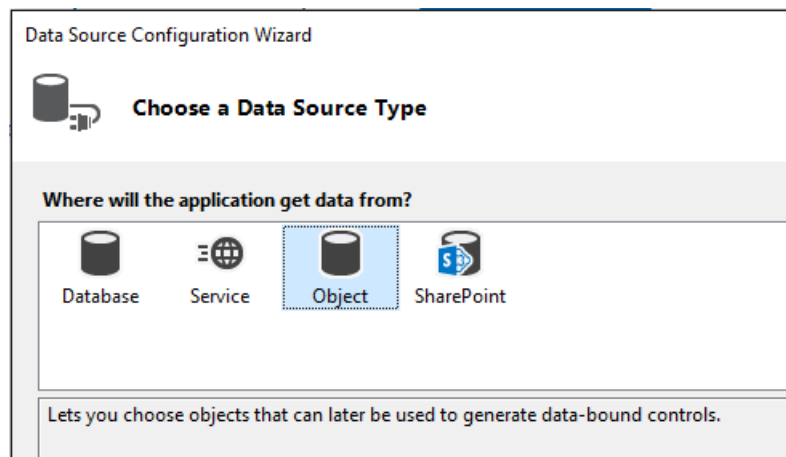 Data Source Configuration Wizard
Choose a Data Source Type
Where will the application get data from?
Database Service Object SharePoint
Lets you choose objects that can later be used to generate data-bound controls.